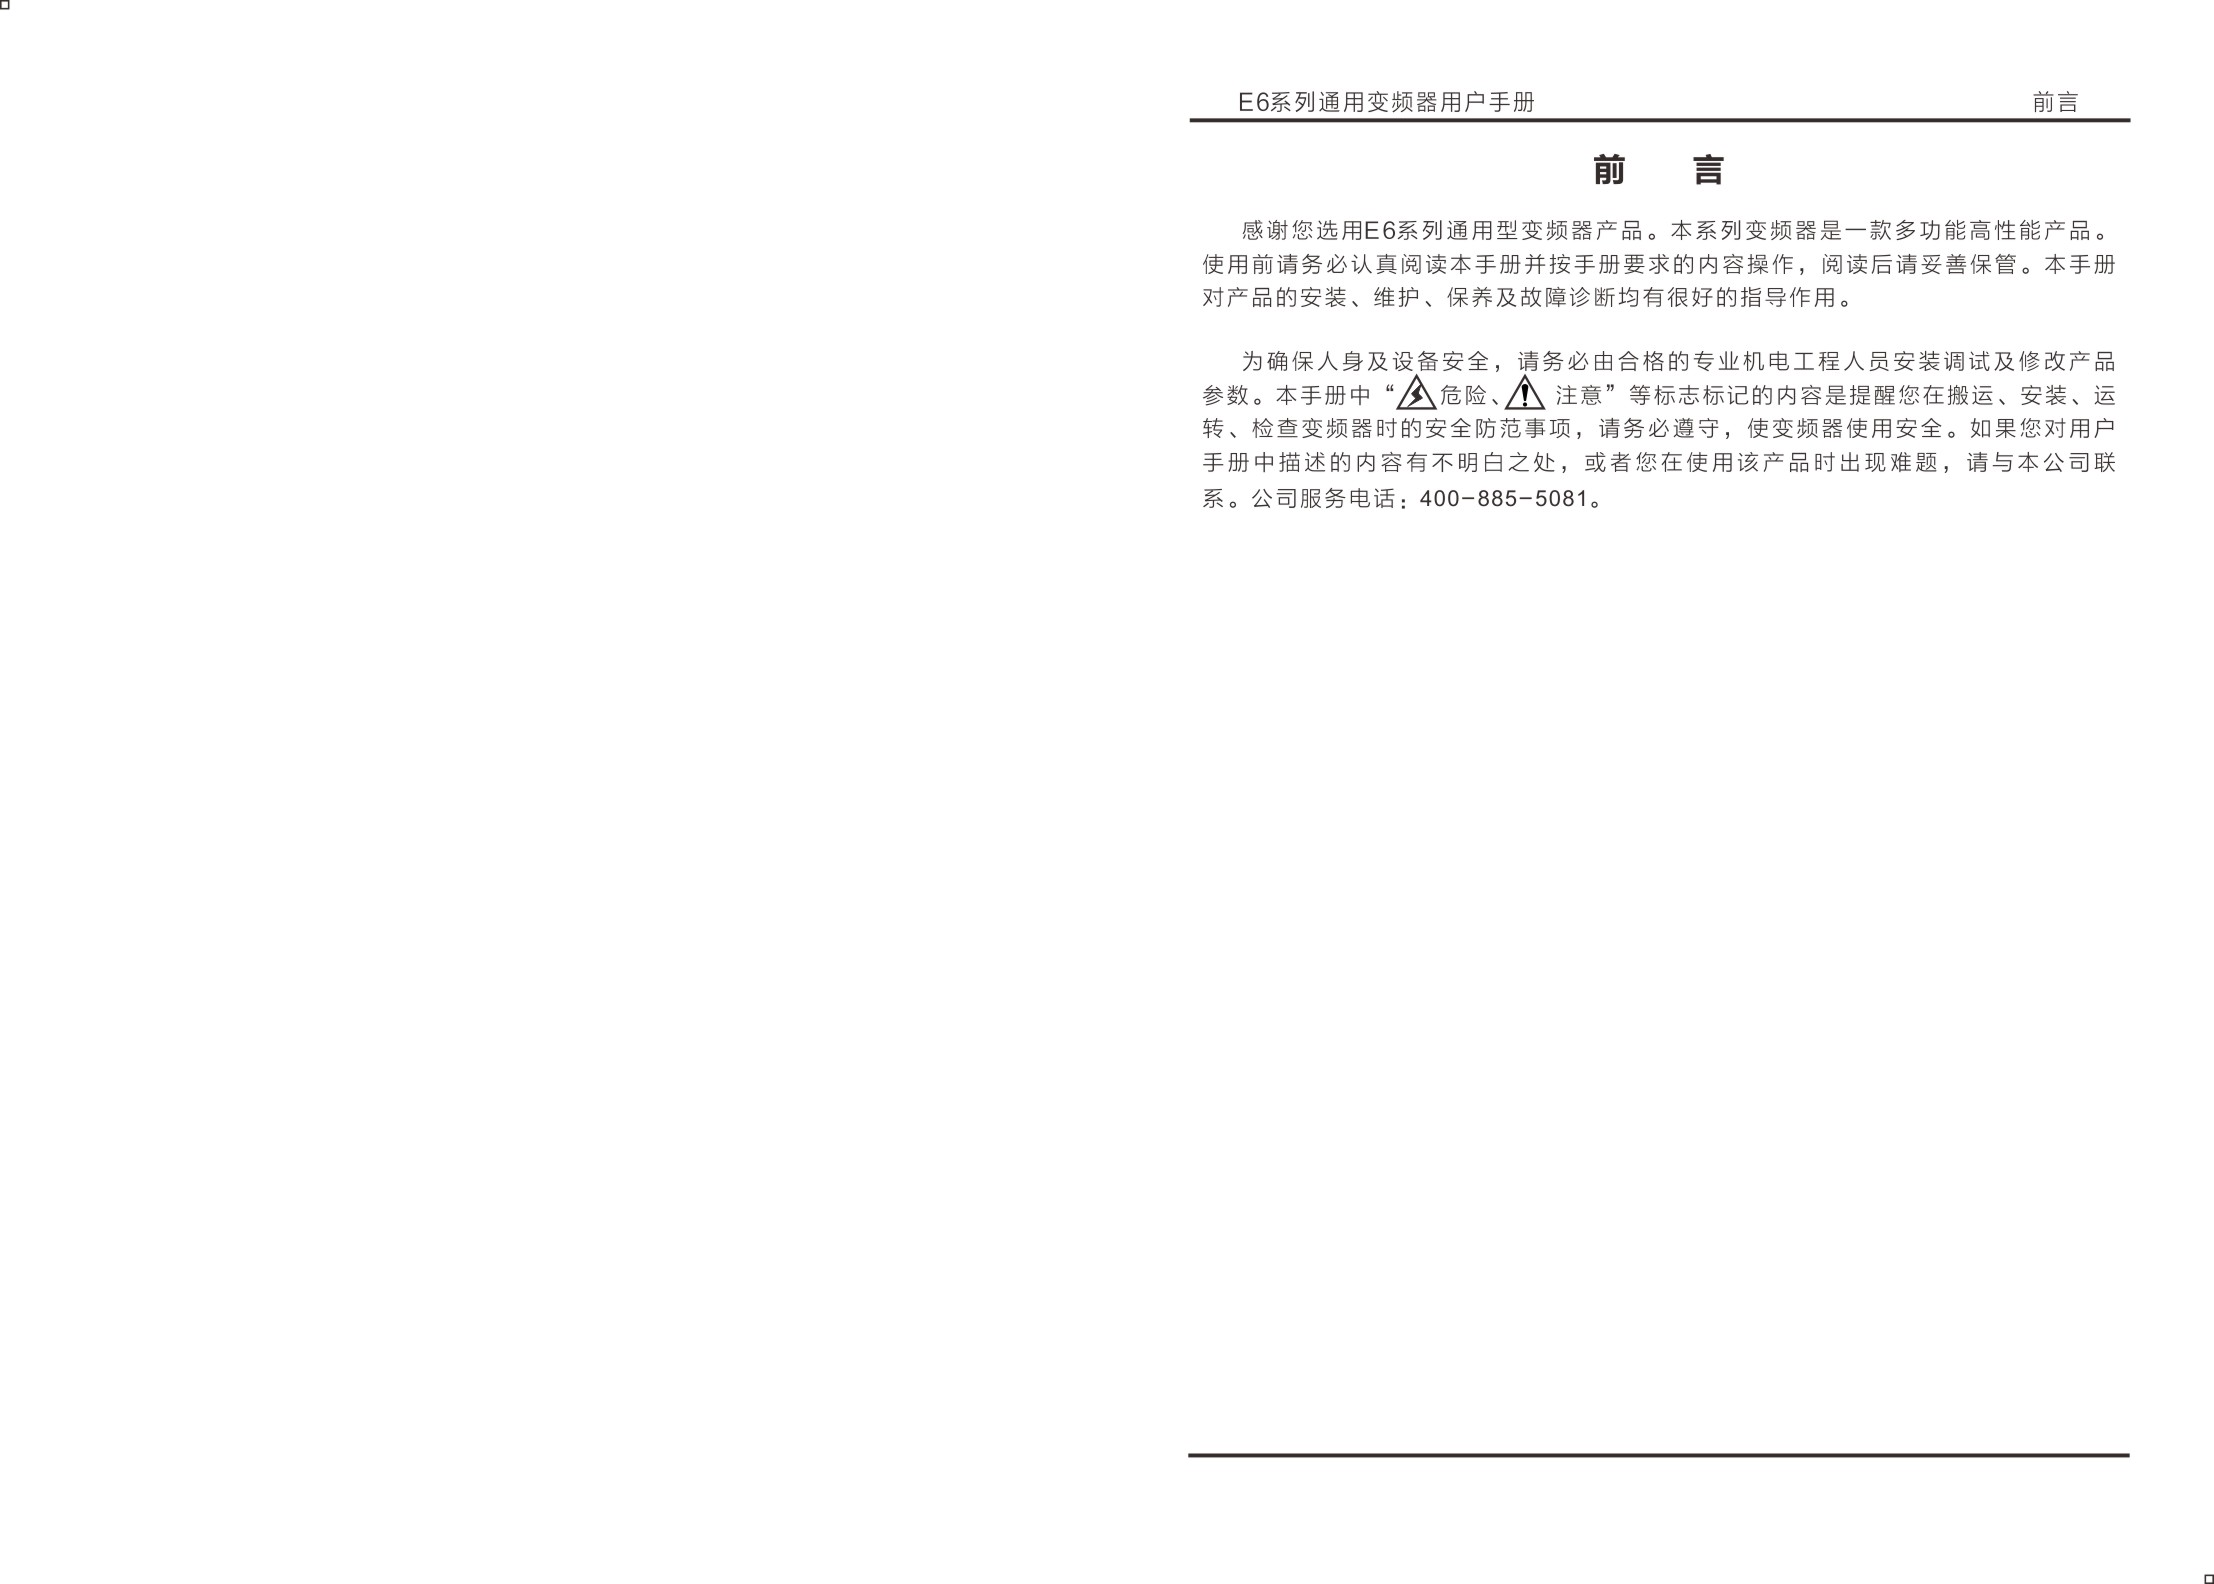 E6系列通用变频器用户手册 前言
前 言
感谢您选用E6系列通用型变频器产品。本系列变频器是一款多功能高性能产品。
使用前请务必认真阅读本手册并按手册要求的内容操作，阅读后请妥善保管。本手册
对产品的安装、维护、保养及故障诊断均有很好的指导作用。
为确保人身及设备安全，请务必由合格的专业机电工程人员安装调试及修改产品
参数。本手册中“危险、注意”等标志标记的内容是提醒您在搬运、安装、运
转、检查变频器时的安全防范事项，请务必遵守，使变频器使用安全。如果您对用户
手册中描述的内容有不明白之处，或者您在使用该产品时出现难题，请与本公司联
系。公司服务电话：400-885-5081。